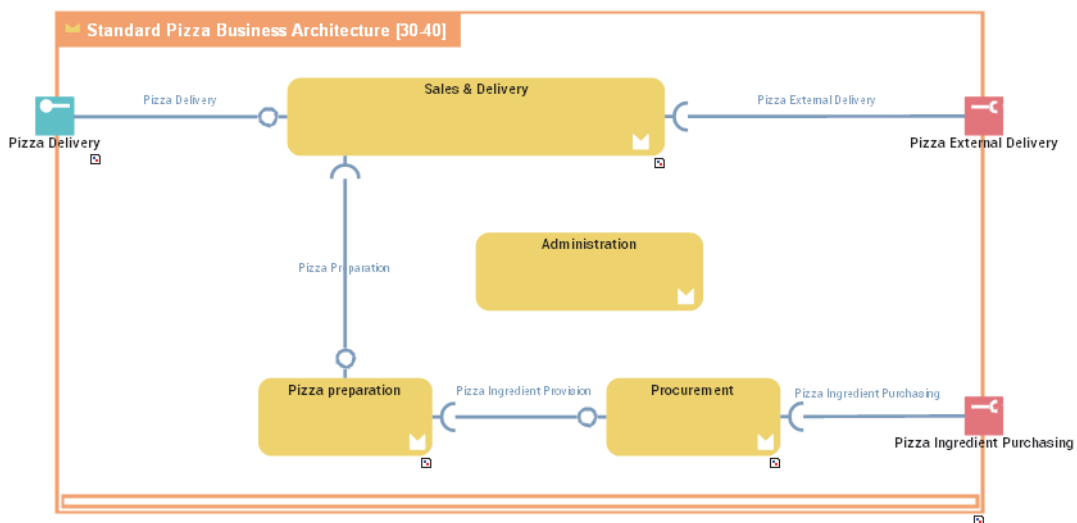 Standard Pizza Business Architecture [30-40]
Sales & Delivery
Pizza Delivery
Pizza External Delivery
Pizza Delivery
Pizza External Delivery
Administration
Pizza Preparation
Pizza preparation
Pizza Ingredient Provision
Procurement
Pizza Ingredient Purchasing
Pizza Ingredient Purchasing